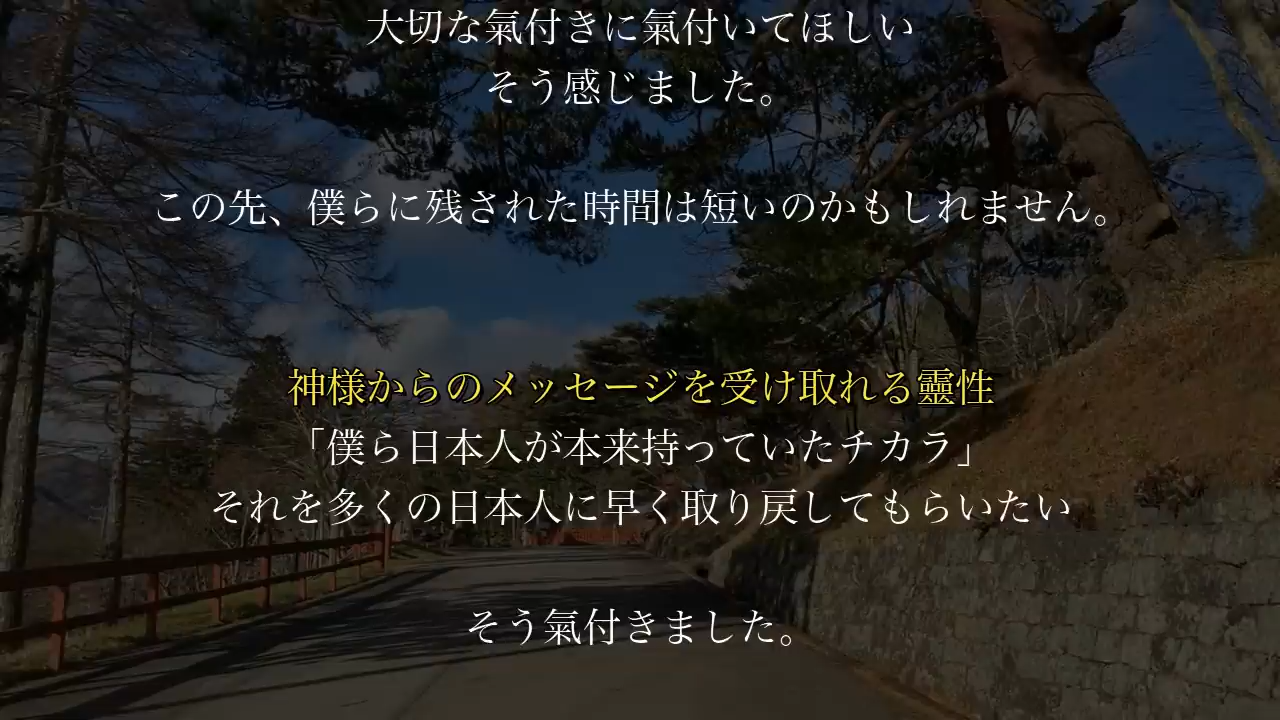 大切な氣付きに氣付いてほしい
そう感じました。
この先、僕らに残された時間は短いのかもしれません。
神様からのメッセージを受け取れる靈性
「僕ら日本人が本来持っていたチカラ」
それを多くの日本人に早く取り戻してもらいたい
そう氣付きました。